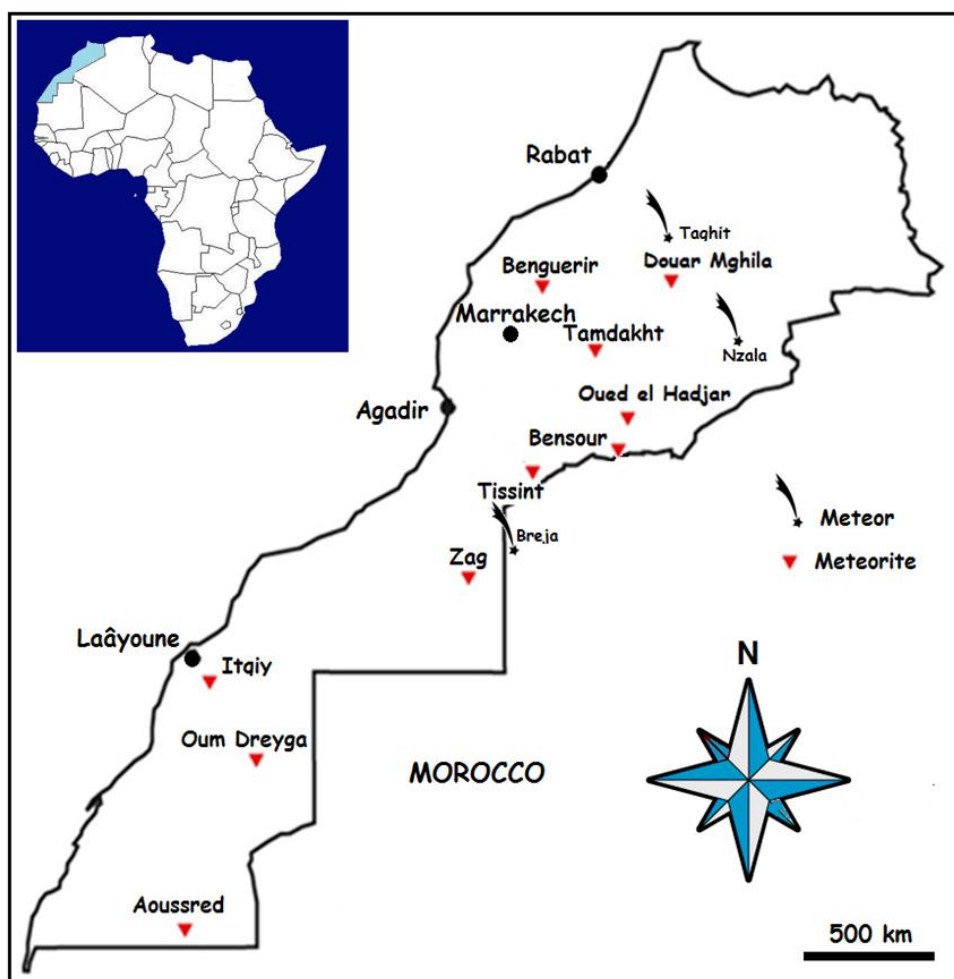 Rabat
Taghit
Douar Mghila
Benguerir
Marrakech
Tamdakht
Nzala
Oued el Hadjar
Agadir
Bensour
Tissint
Breja
Zag
Meteor
Meteorite
Laâyoune
Itqiy
N
Oum Dreyga
MOROCCO
Aoussred
500 km